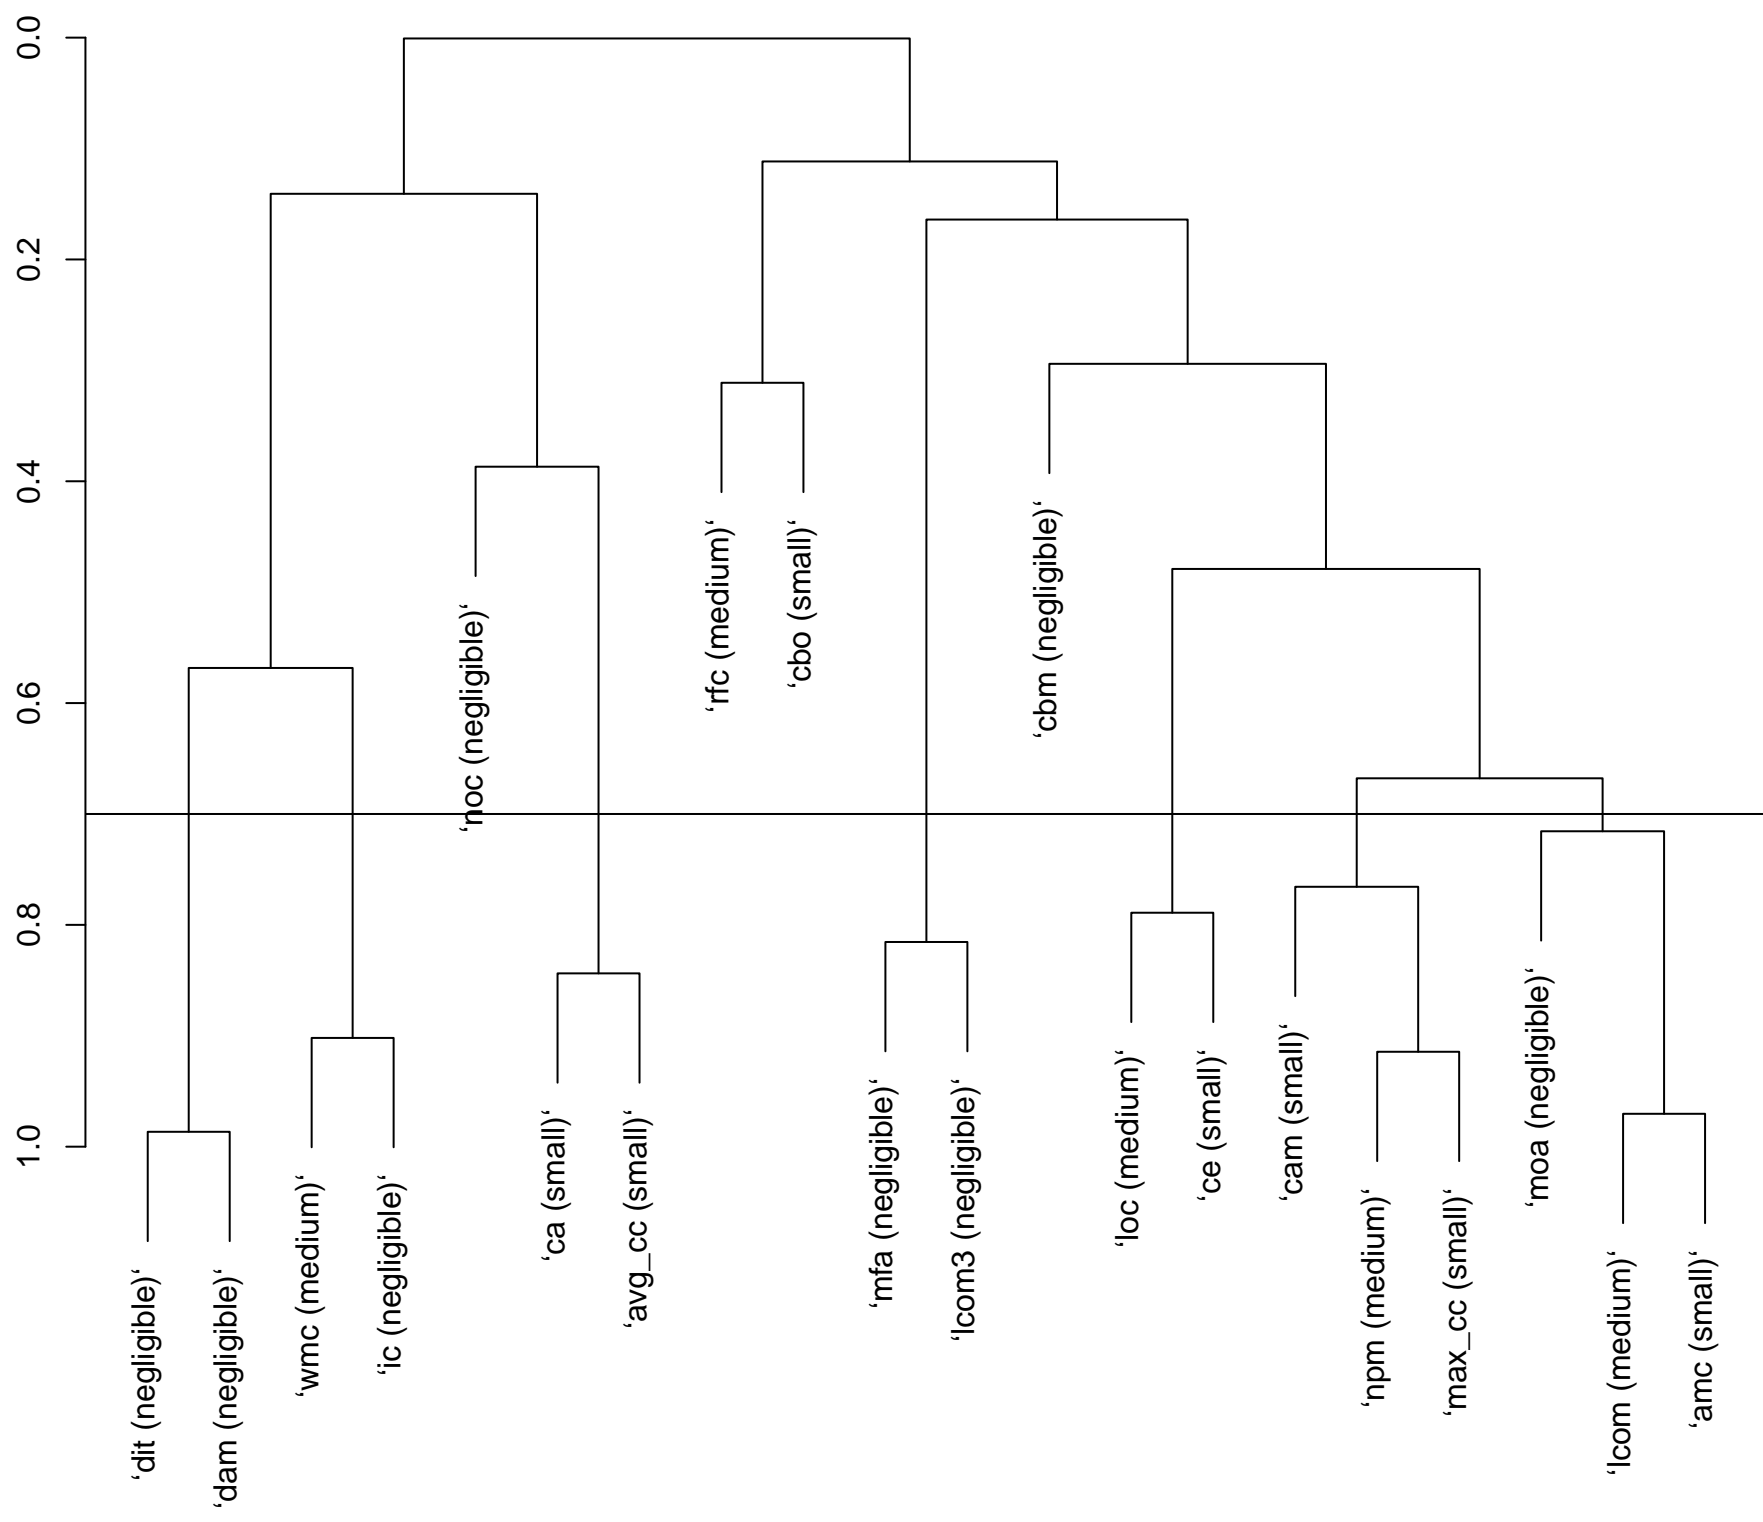 0.0
0.2
0.4
0.6
0.8
1.0
‘dit (negligible)‘
‘dam (negligible)‘
‘wmc (medium)‘
‘ic (negligible)‘
‘noc (negligible)‘
‘ca (small)‘
‘avg_cc (small)‘
‘rfc (medium)‘
‘cbo (small)‘
‘mfa (negligible)‘
‘lcom3 (negligible)‘
‘cbm (negligible)‘
‘loc (medium)‘
‘ce (small)‘
‘cam (small)‘
‘npm (medium)‘
‘max_cc (small)‘
‘moa (negligible)‘
‘lcom (medium)‘
‘amc (small)‘